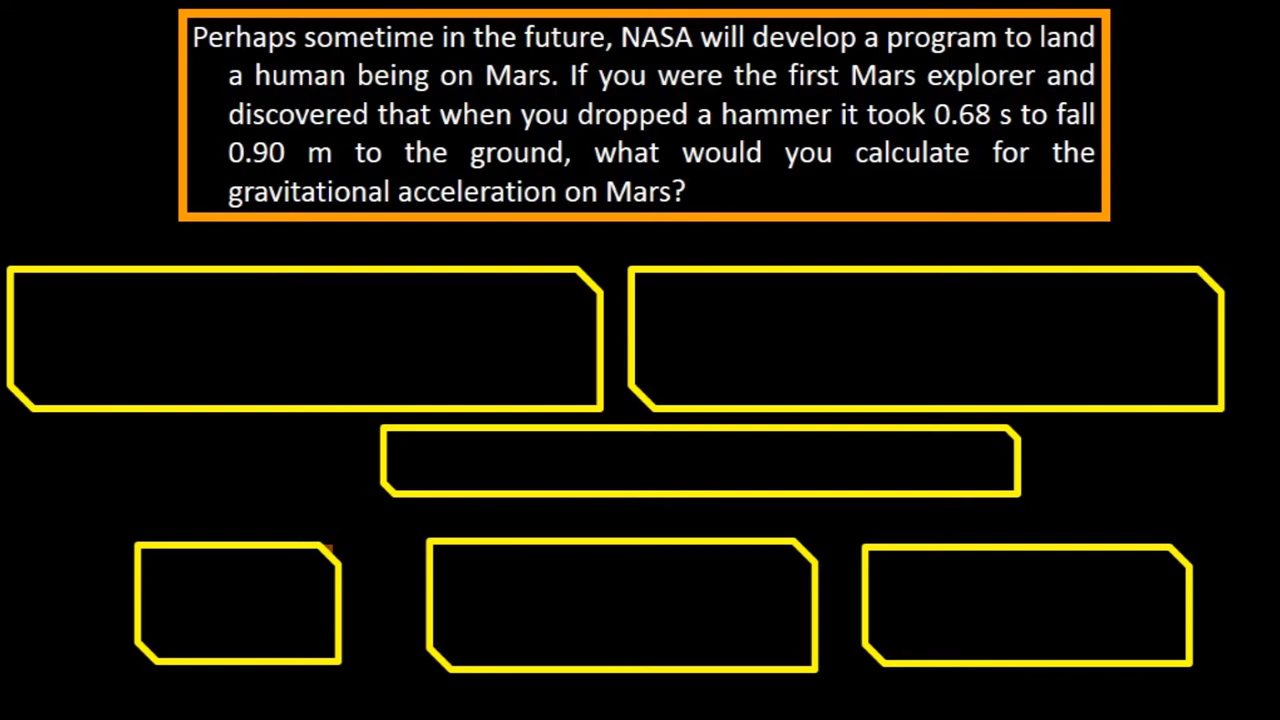 Perhaps sometime in the future, NASA will develop a program to land
a human being on Mars. If you were the first Mars explorer and
discovered that when you dropped a hammer it took 0.68 s to fall
0.90 m to the ground, what would you calculate for the
gravitational acceleration on Mars?